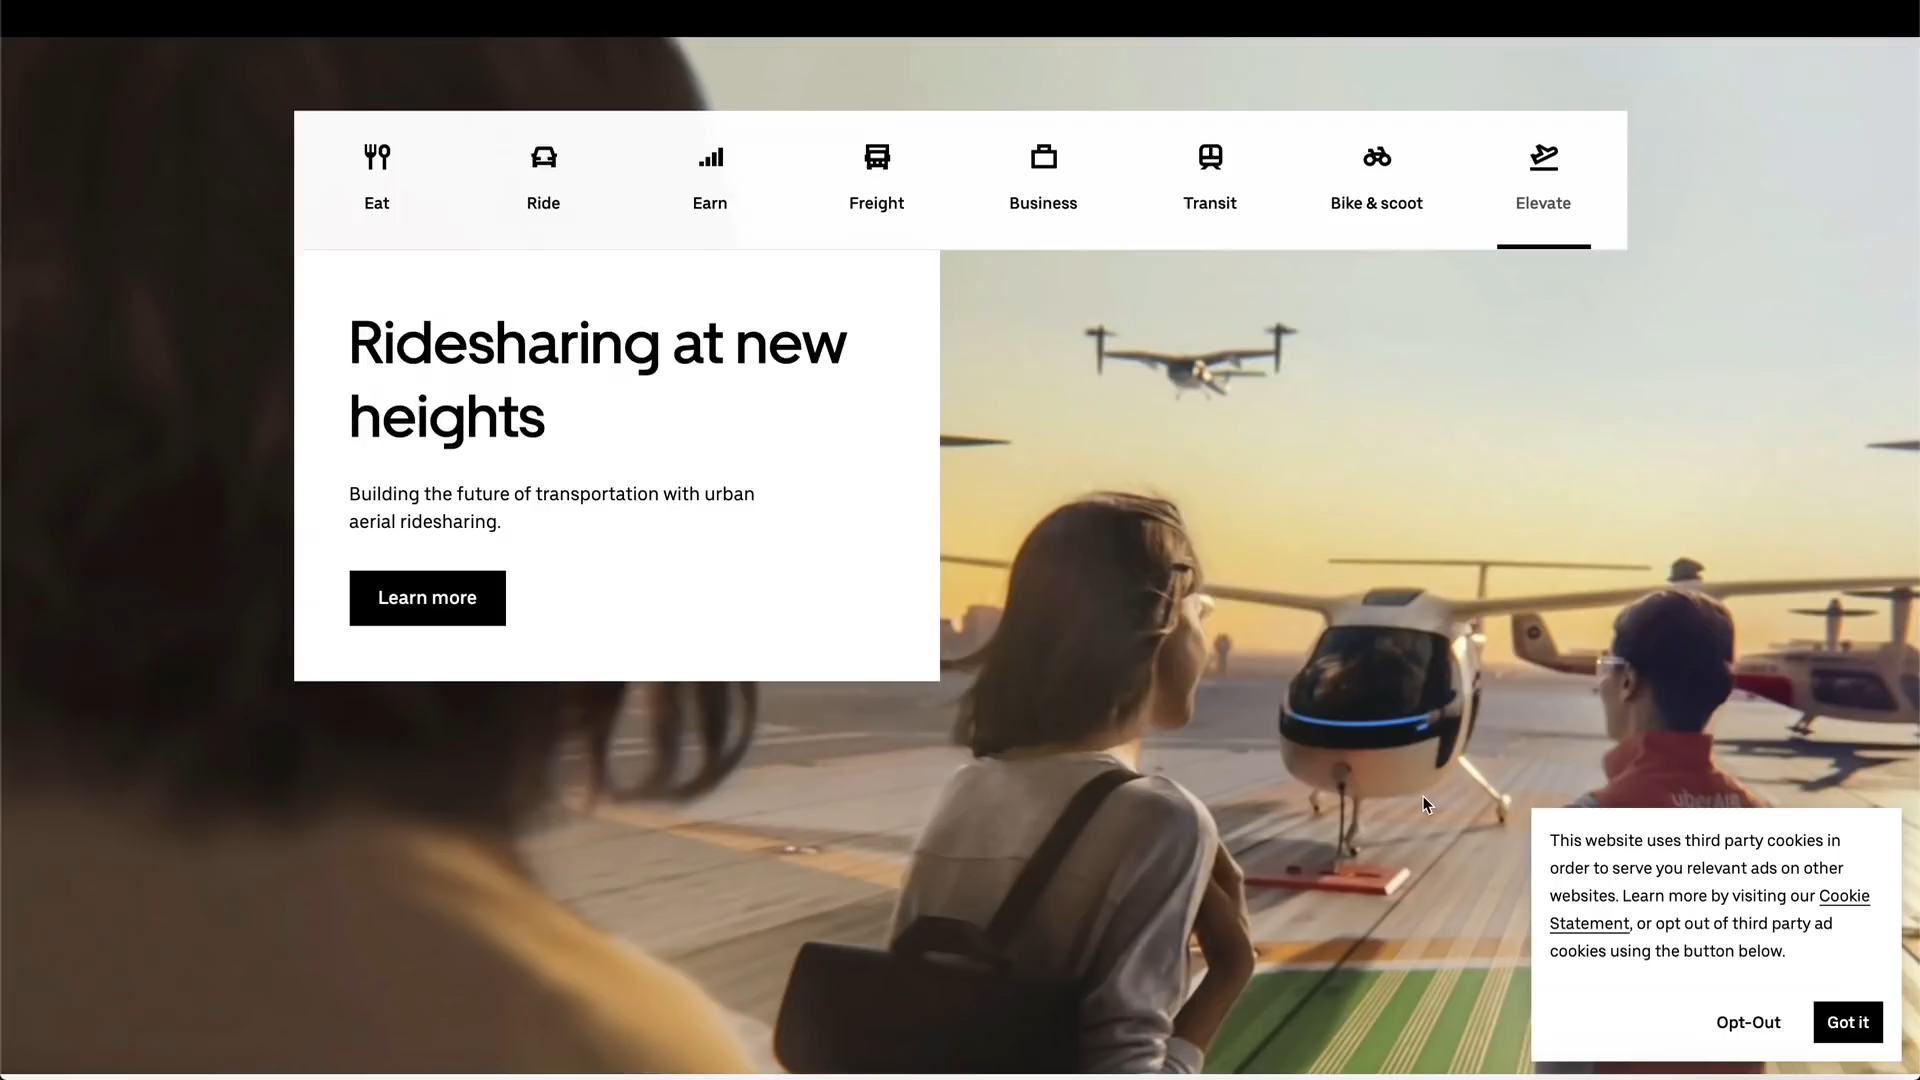 Eat
Ride
Earn
Freight
Business
Transit
Bike & scoot
Elevate
Ridesharing at new
heights
Building the future of transportation with urban
aerial ridesharing.
Learn more
uberAIR
This website uses third party cookies in
order to serve you relevant ads on other
websites. Learn more by visiting our Cookie
Statement, or opt out of third party ad
cookies using the button below.
Opt-Out
Got it